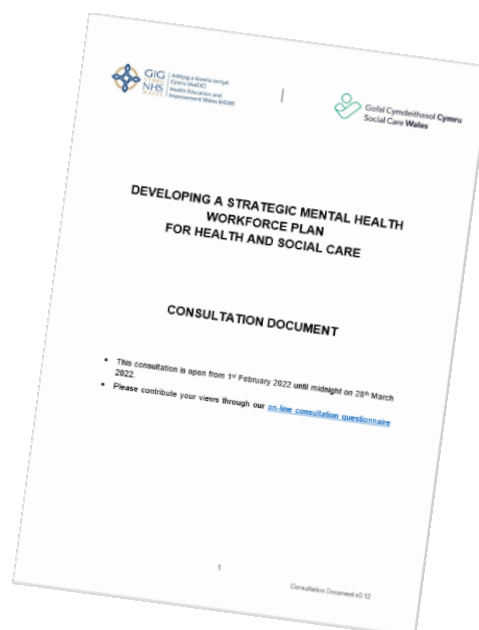 GIG
CYMRU
NHS
WALES
Addysg a Gwella Iechyd
Cymru (AaGIC)
Health Education and
Improvement Wales (HEIW)
Gofal Cymdeithasol Cymru
Social Care Wales
DEVELOPING A STRATEGIC MENTAL HEALTH
WORKFORCE PLAN
FOR HEALTH AND SOCIAL CARE
CONSULTATION DOCUMENT
• This consultation is open from 1st February 2022 until midnight on 28th March
2022.
• Please contribute your views through our on-line consultation questionnaire
1
Consultation Document v0.12